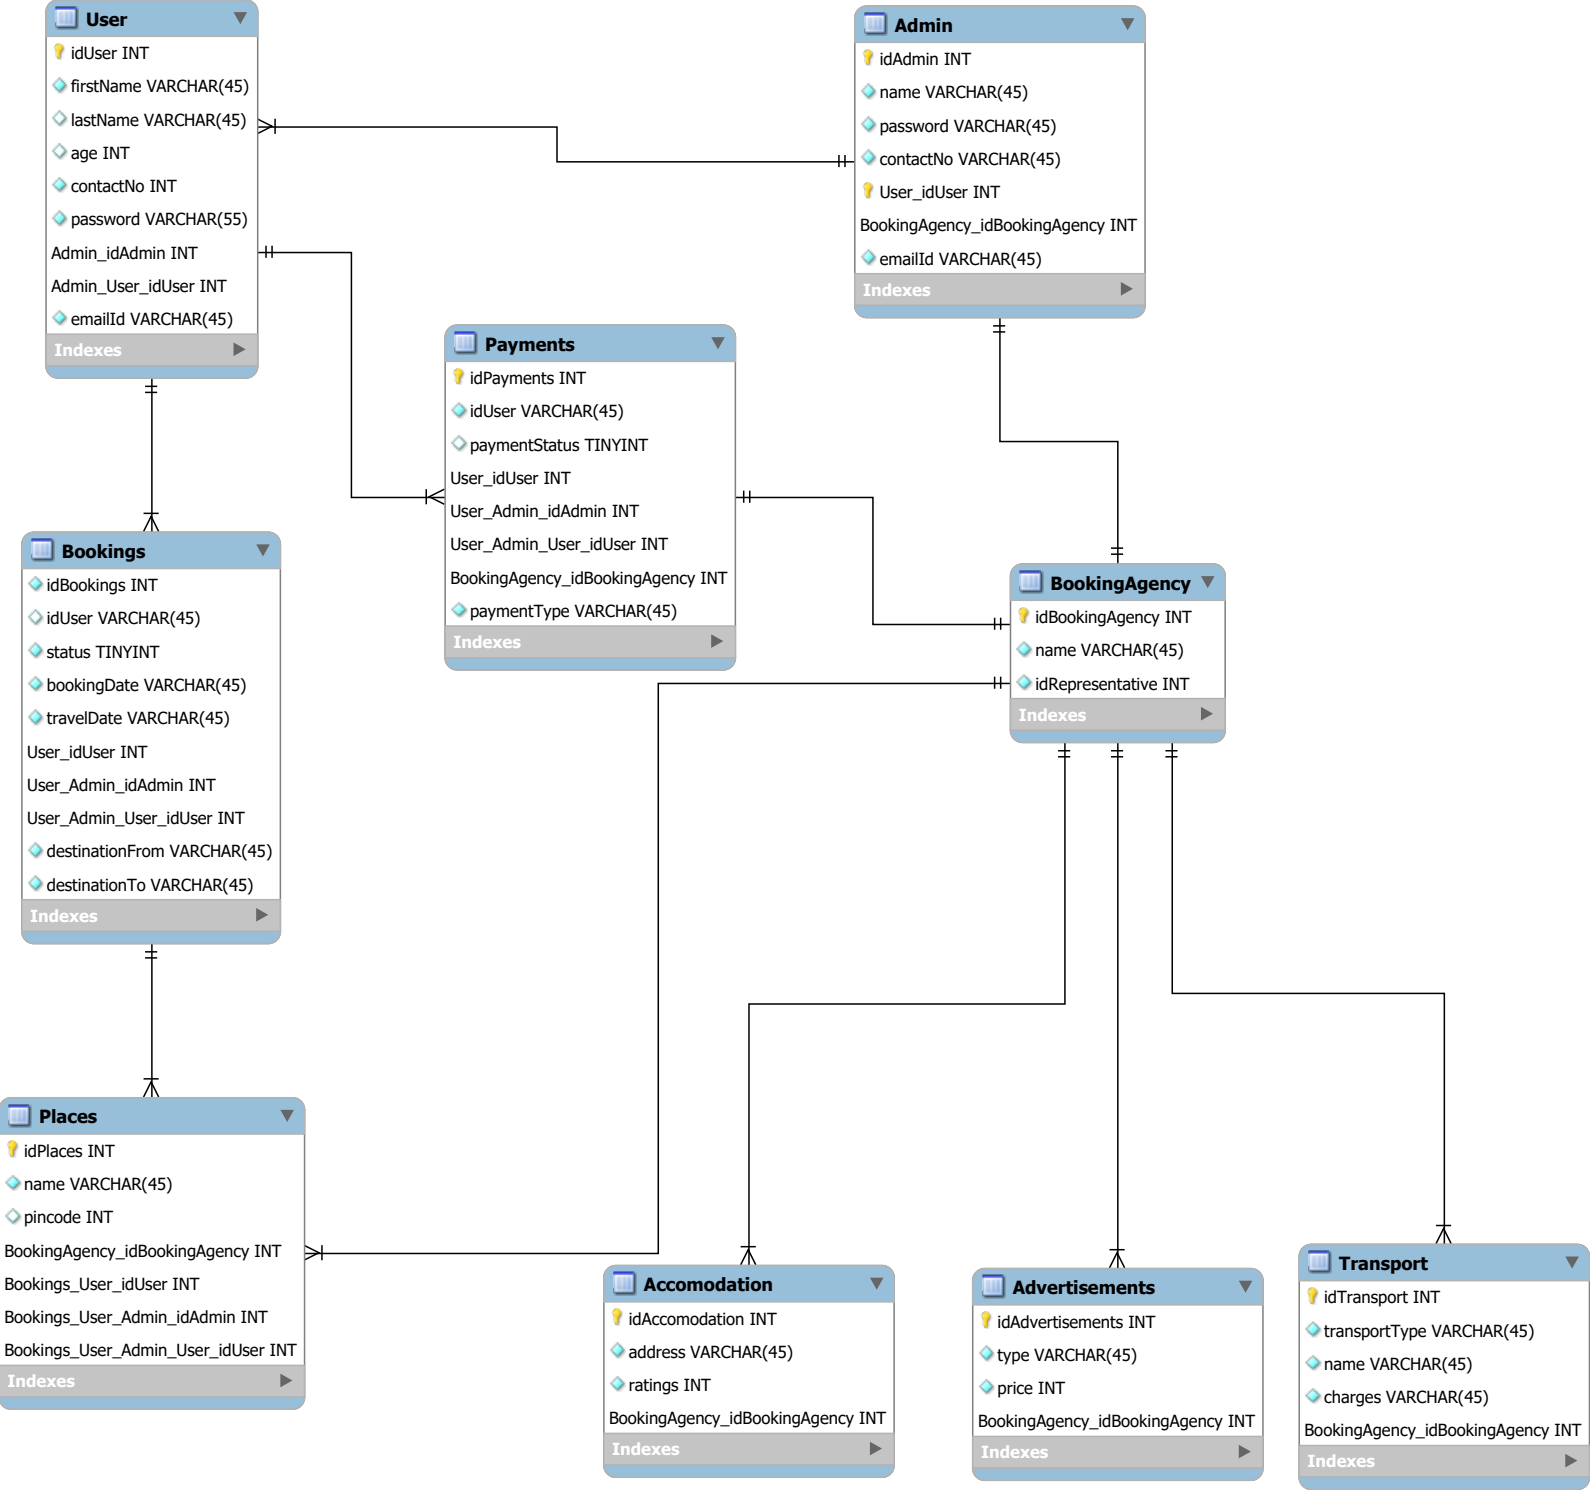 User
idUser INT
firstName VARCHAR(45)
lastName VARCHAR(45)
age INT
contactNo INT
password VARCHAR(55)
Admin_idAdmin INT
Admin_User_idUser INT
emailId VARCHAR(45)
Indexes
Admin
idAdmin INT
name VARCHAR(45)
password VARCHAR(45)
contactNo VARCHAR(45)
User_idUser INT
BookingAgency_idBookingAgency INT
emailId VARCHAR(45)
Indexes
Payments
idPayments INT
idUser VARCHAR(45)
paymentStatus TINYINT
User_idUser INT
User_Admin_idAdmin INT
User_Admin_User_idUser INT
BookingAgency_idBookingAgency INT
paymentType VARCHAR(45)
Indexes
Bookings
idBookings INT
idUser VARCHAR(45)
status TINYINT
bookingDate VARCHAR(45)
travelDate VARCHAR(45)
User_idUser INT
User_Admin_idAdmin INT
User_Admin_User_idUser INT
destinationFrom VARCHAR(45)
destinationTo VARCHAR(45)
Indexes
BookingAgency
idBookingAgency INT
name VARCHAR(45)
idRepresentative INT
Indexes
Places
idPlaces INT
name VARCHAR(45)
pincode INT
BookingAgency_idBookingAgency INT
Bookings_User_idUser INT
Bookings_User_Admin_idAdmin INT
Bookings_User_Admin_User_idUser INT
Indexes
Accomodation
idAccomodation INT
address VARCHAR(45)
ratings INT
BookingAgency_idBookingAgency INT
Indexes
Advertisements
idAdvertisements INT
type VARCHAR(45)
price INT
BookingAgency_idBookingAgency INT
Indexes
Transport
idTransport INT
transportType VARCHAR(45)
name VARCHAR(45)
charges VARCHAR(45)
BookingAgency_idBookingAgency INT
Indexes